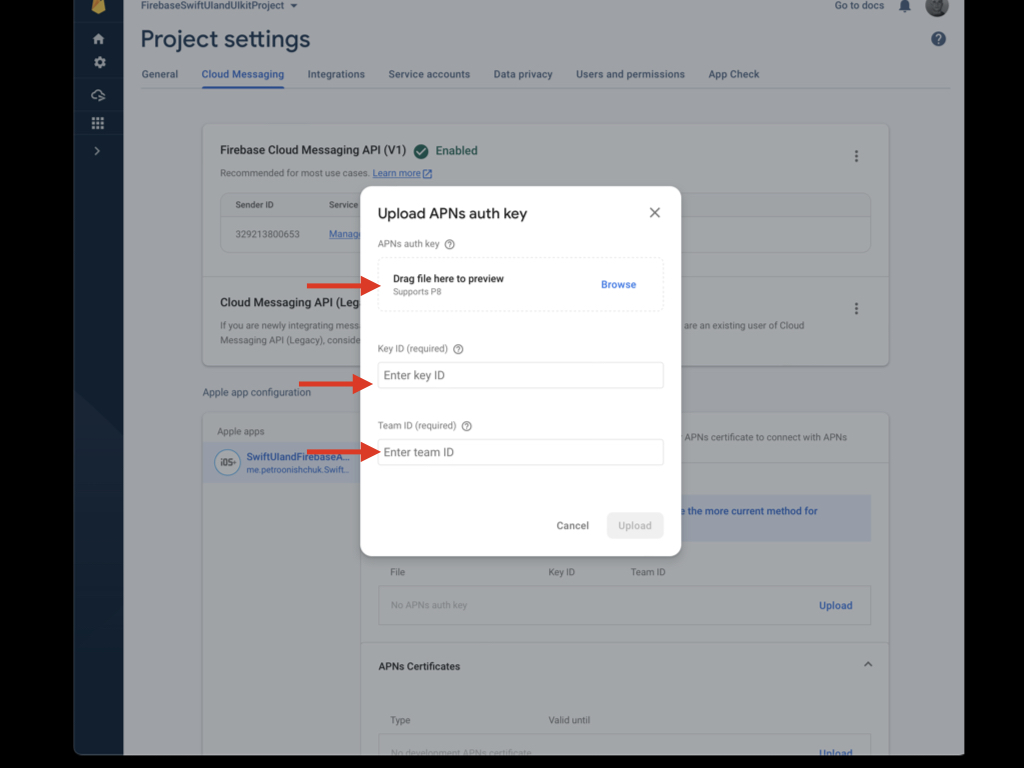 FirebaseSwiftUIandUIkitProject
Go to docs
Project settings
General Cloud Messaging Integrations Service accounts Data privacy Users and permissions App Check
Firebase Cloud Messaging API (V1) Enabled
Recommended for most use cases. Learn more
Sender ID Service
329213800653 Manag
Cloud Messaging API (Leg
If you are newly integrating mess are an existing user of Cloud
Messaging API (Legacy), conside
Apple app configuration
Apple apps
iOS+
SwiftUIandFirebaseA...
me.petroonishchuk.Swift...
APNs certificate to connect with APNs
the more current method for
Upload APNs auth key
APNs auth key
Drag file here to preview
Supports P8
Browse
Key ID (required)
Enter key ID
Team ID (required)
Enter team ID
Cancel Upload
File Key ID Team ID
No APNs auth key Upload
APNs Certificates
Type Valid until
No development APNs certificate Upload